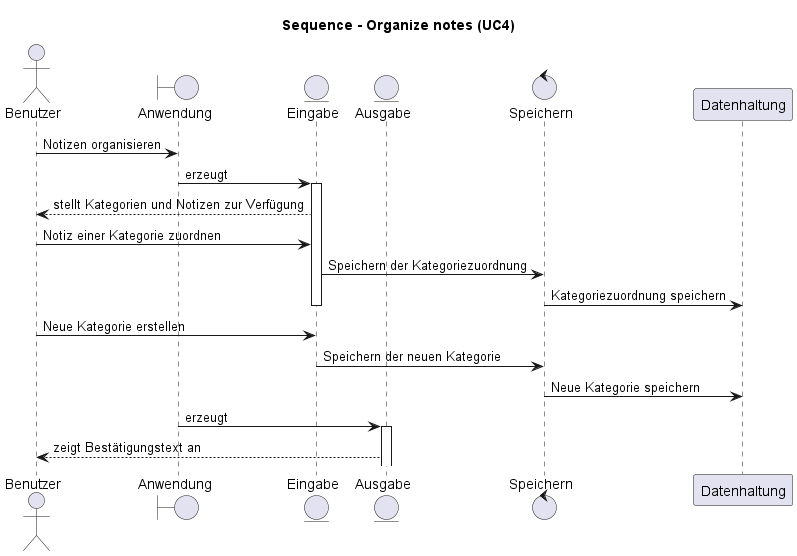 Sequence - Organize notes (UC4)
Benutzer
Anwendung
Eingabe
Ausgabe
Speichern
Datenhaltung
Notizen organisieren
erzeugt
stellt Kategorien und Notizen zur Verfügung
Notiz einer Kategorie zuordnen
Speichern der Kategoriezuordnung
Kategoriezuordnung speichern
Neue Kategorie erstellen
Speichern der neuen Kategorie
Neue Kategorie speichern
erzeugt
zeigt Bestätigungstext an
Benutzer
Anwendung
Eingabe
Ausgabe
Speichern
Datenhaltung